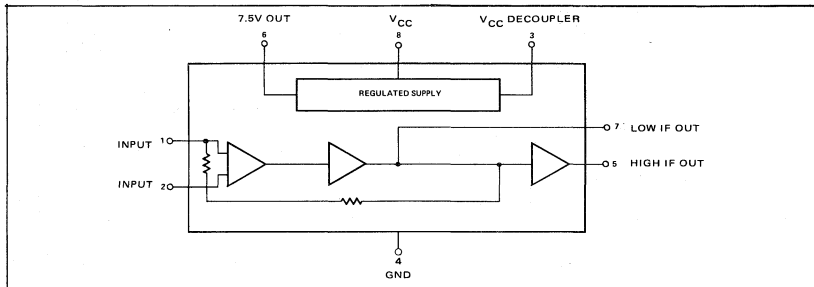 7.5V OUT
6
VCC
8
VCC DECOUPLER
3
REGULATED SUPPLY
INPUT 1
INPUT 2
7 LOW IF OUT
5 HIGH IF OUT
4
GND